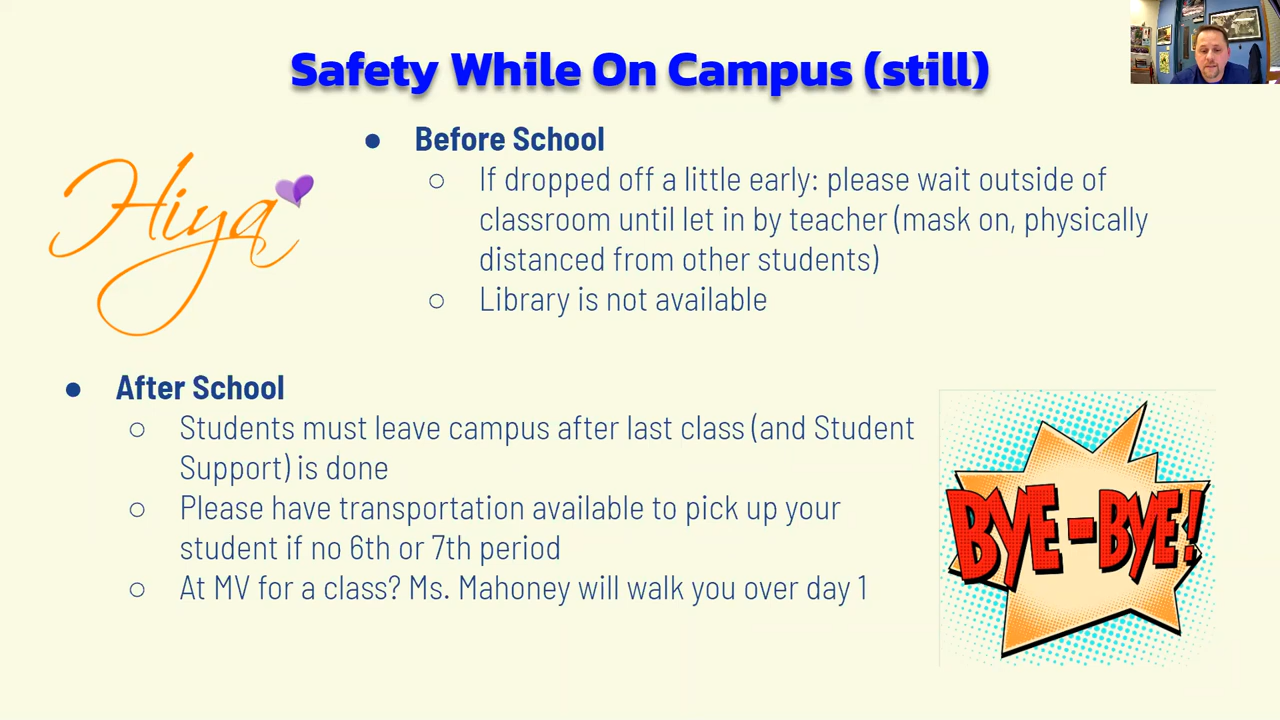 Safety While On Campus (still)
Hiya
● Before School
○ If dropped off a little early: please wait outside of
classroom until let in by teacher (mask on, physically
distanced from other students)
○ Library is not available
● After School
○ Students must leave campus after last class (and Student
Support) is done
○ Please have transportation available to pick up your
student if no 6th or 7th period
○ At MV for a class? Ms. Mahoney will walk you over day 1
BYE-BYE!